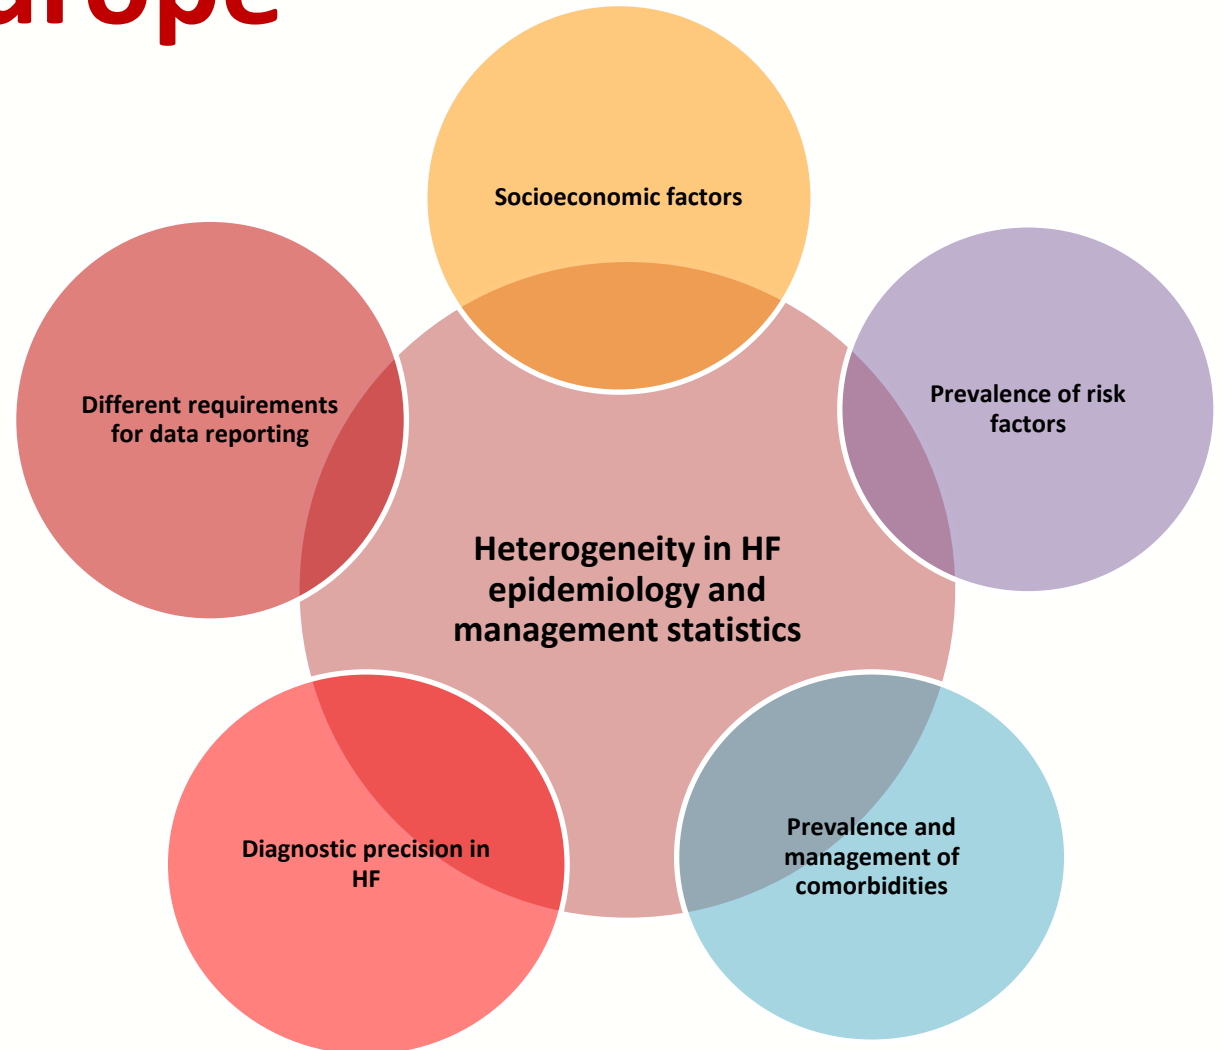 Socioeconomic factors
Different requirements
for data reporting
Prevalence of risk
factors
Heterogeneity in HF
epidemiology and
management statistics
Diagnostic precision in
HF
Prevalence and
management of
comorbidities